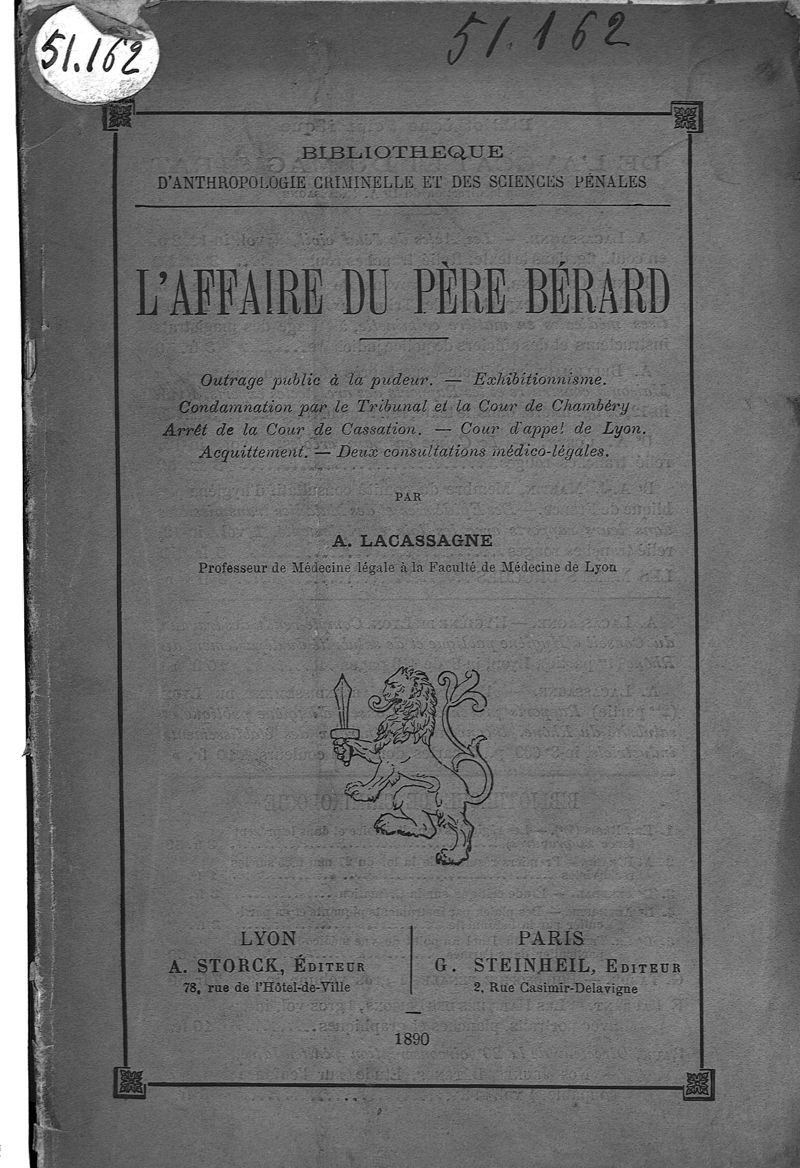 51.162
51.162
BIBLIOTHEQUE
D'ANTHROPOLOGIE CRIMINELLE ET DES SCIENCES PÉNALES
L'AFFAIRE DU PÈRE BÉRARD
Outrage public à la pudeur. — Exhibitionnisme.
Condamnation par le Tribunal et la Cour de Chambéry
Arrêt de la Cour de Cassation. — Cour d'appel de Lyon.
Acquittement. — Deux consultations médico-légales.
PAR
A. LACASSAGNE
Professeur de Médecine légale à la Faculté de Médecine de Lyon
LYON
A. STORCK, ÉDITEUR
78, rue de l'Hôtel-de-Ville
PARIS
G. STEINHEIL, EDITEUR
2, Rue Casimir-Delavigne
1890